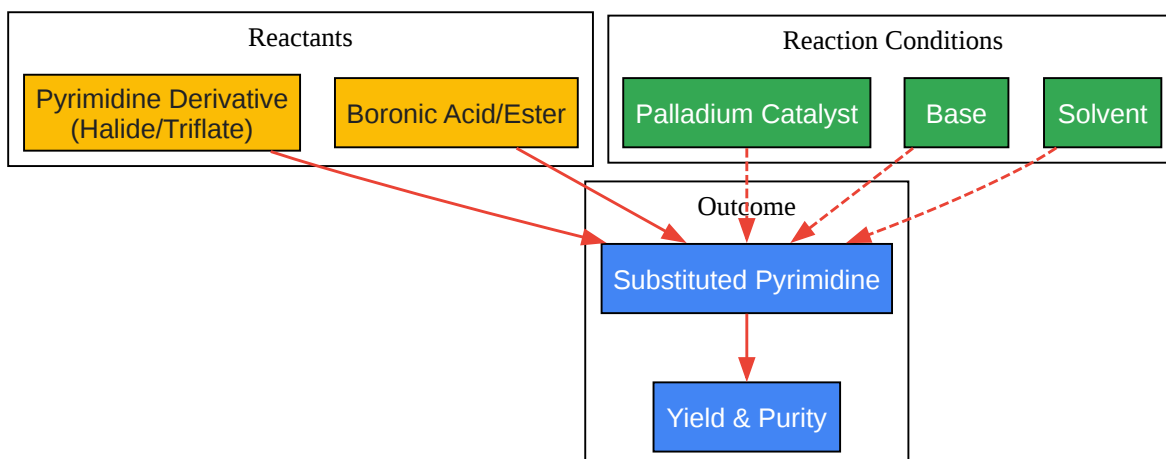 Reactants
Reaction Conditions
Pyrimidine Derivative
(Halide/Triflate)
Boronic Acid/Ester
Palladium Catalyst
Base
Solvent
Outcome
Substituted Pyrimidine
Yield & Purity